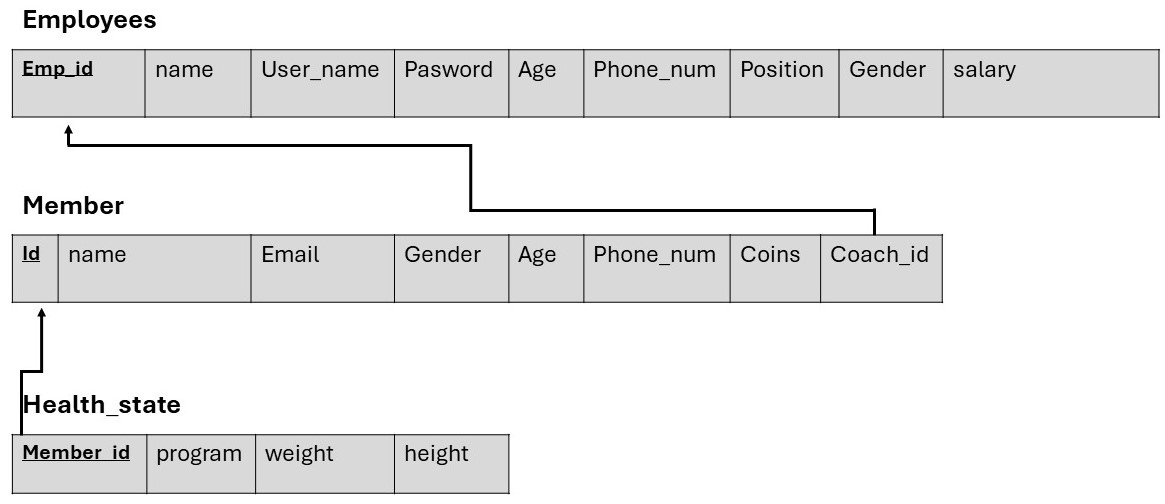 Employees
Emp_id name User_name Pasword Age Phone_num Position Gender salary
Member
Id name Email Gender Age Phone_num Coins Coach_id
Health_state
Member_id program weight height